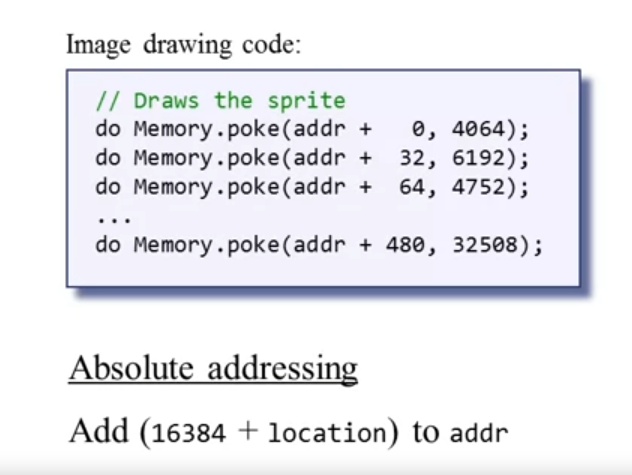 Image drawing code:
// Draws the sprite
do Memory.poke(addr +   0, 4064);
do Memory.poke(addr +  32, 6192);
do Memory.poke(addr +  64, 4752);
...
do Memory.poke(addr + 480, 32508);
Absolute addressing
Add (16384 + location) to addr